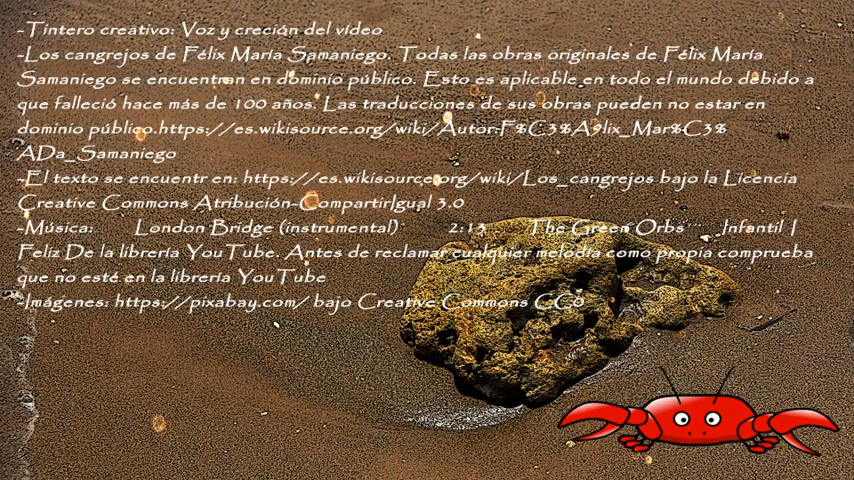 -Tintero creativo: Voz y creción del vídeo
-Los cangrejos de Félix María Samaniego. Todas las obras originales de Félix María
Samaniego se encuentran en dominio público. Esto es aplicable en todo el mundo debido a
que falleció hace más de 100 años. Las traducciones de sus obras pueden no estar en
dominio público.https://es.wikisource.org/wiki/Autor:F%C3%A9lix_Mar%C3%
ADa_Samaniego
-El texto se encuentr en: https://es.wikisource.org/wiki/Los_cangrejos bajo la Licencia
Creative Commons Atribución-CompartirIgual 3.0
-Música: London Bridge (instrumental) 2:13 The Green Orbs Infantil |
Feliz De la librería YouTube. Antes de reclamar cualquier melodía como propia comprueba
que no esté en la librería YouTube
-Imágenes: https://pixabay.com/ bajo Creative Commons CC0